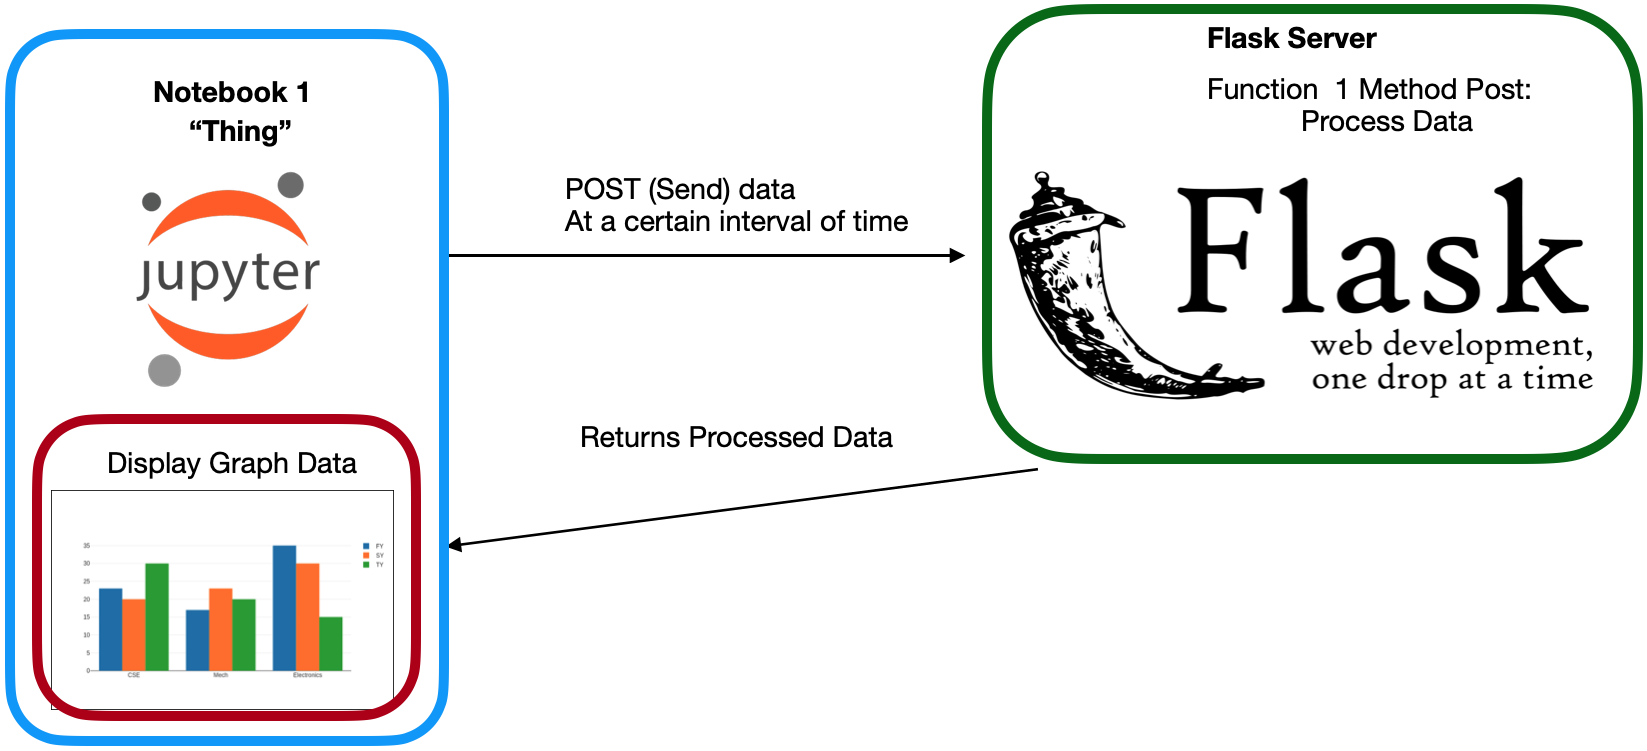 Notebook 1
“Thing”
jupyter
Display Graph Data
35
30
25
20
15
10
5
0
CSE
Mech
Electronics
FY
SY
TY
POST (Send) data
At a certain interval of time
Returns Processed Data
Flask Server
Function  1 Method Post:
Process Data
Flask
web development,
one drop at a time